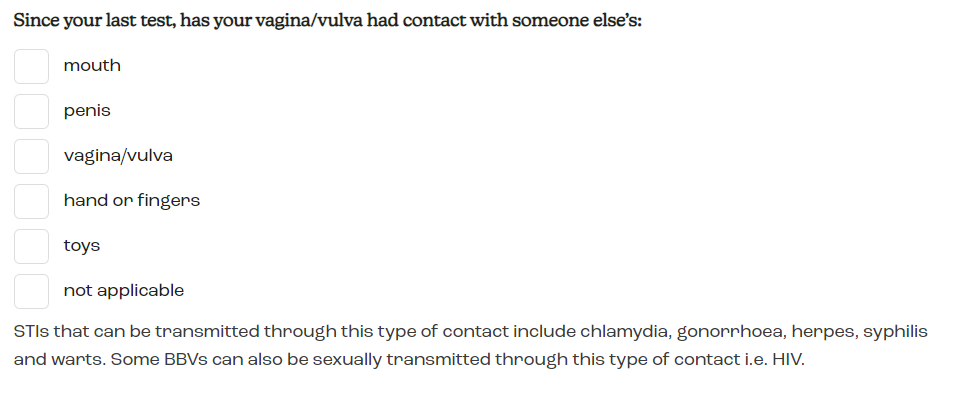 Since your last test, has your vagina/vulva had contact with someone else’s:
mouth
penis
vagina/vulva
hand or fingers
toys
not applicable
STIs that can be transmitted through this type of contact include chlamydia, gonorrhoea, herpes, syphilis
and warts. Some BBVs can also be sexually transmitted through this type of contact i.e. HIV.